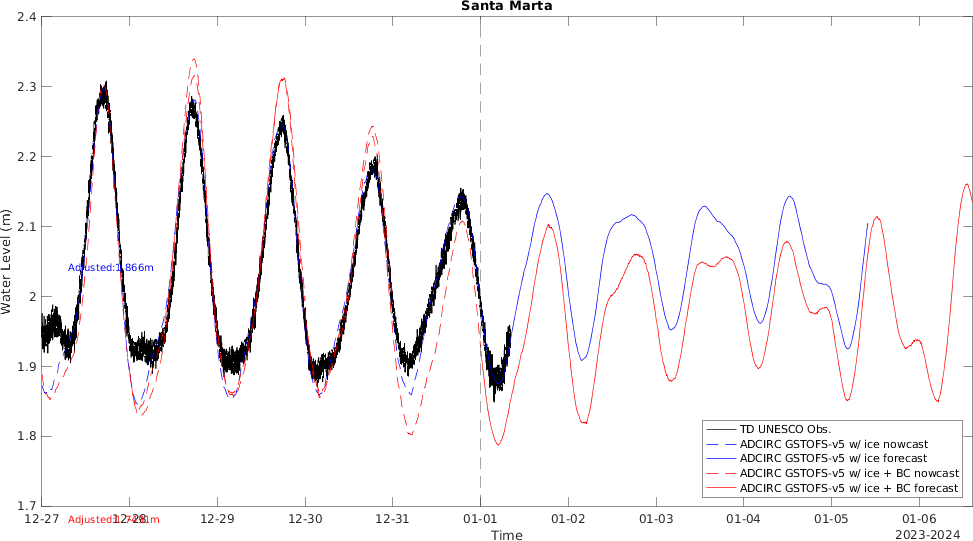 Santa Marta
2.4
2.3
2.2
2.1
2
1.9
1.8
1.7
Water Level (m)
Adjusted:1.866m
TD UNESCO Obs.
ADCIRC GSTOFS-v5 w/ ice nowcast
ADCIRC GSTOFS-v5 w/ ice forecast
ADCIRC GSTOFS-v5 w/ ice + BC nowcast
ADCIRC GSTOFS-v5 w/ ice + BC forecast
12-27 12-28 12-29 12-30 12-31 01-01 01-02 01-03 01-04 01-05 01-06
Time
2023-2024